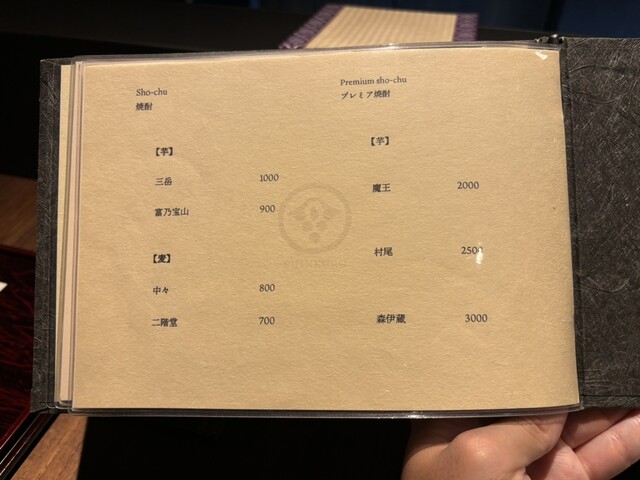 Sho-chu
焼酎
【芋】
三岳 1000
富乃宝山 900
【麦】
中々 800
二階堂 700
Premium sho-chu
プレミア焼酎
【芋】
魔王 2000
村尾 2500
森伊蔵 3000